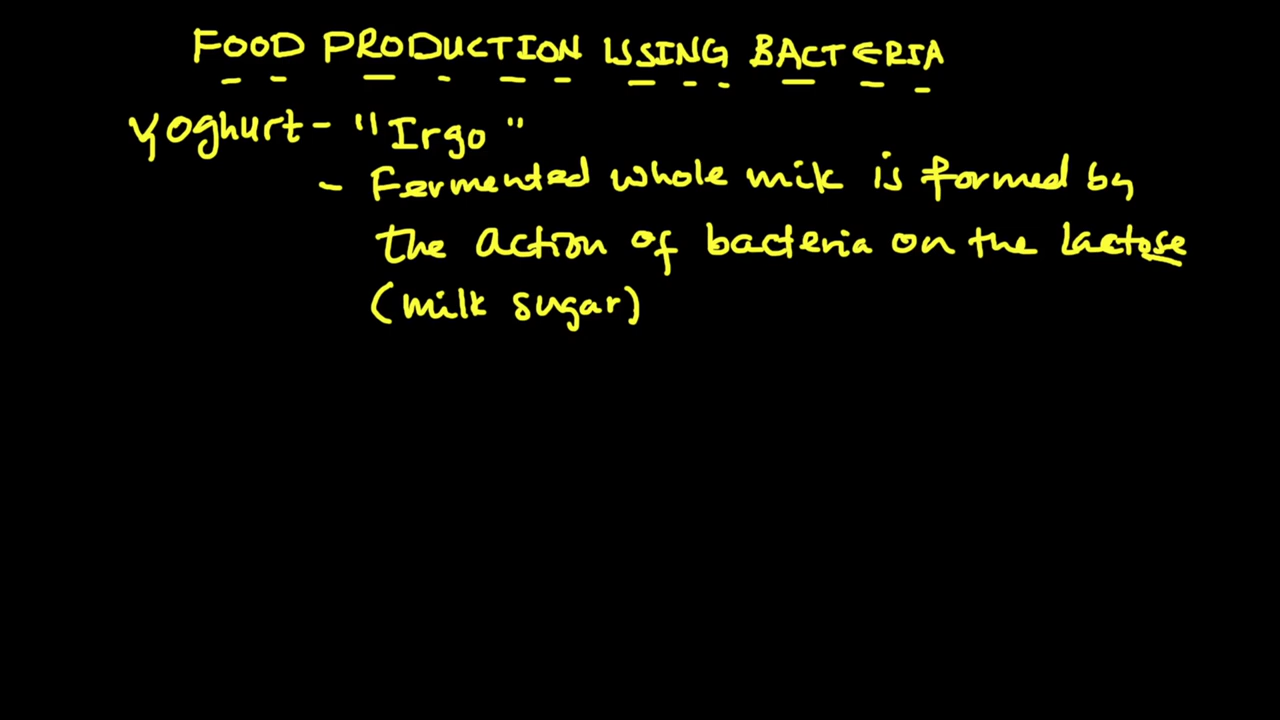 FOOD PRODUCTION USING BACTERIA
Yoghurt - "Irgo"
- Fermented whole mik is formed by
the action of bacteria on the lactose
(milk sugar)